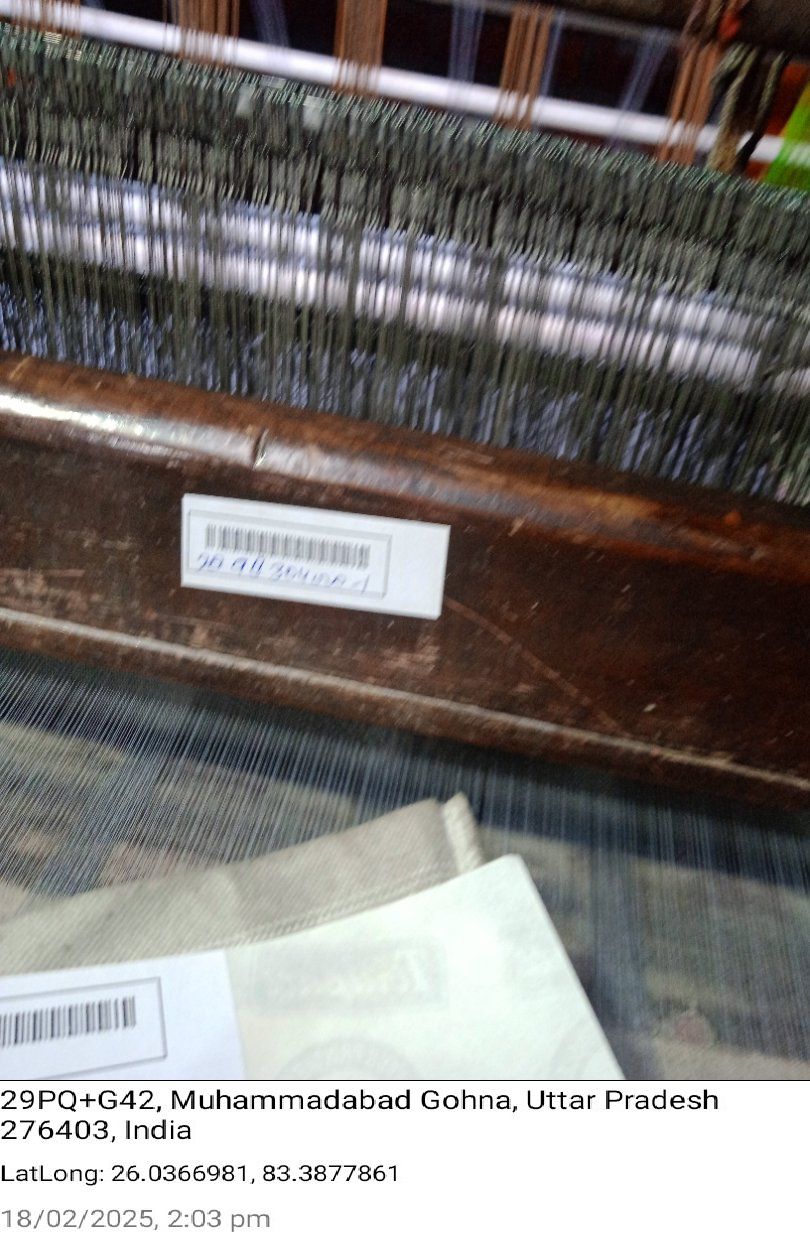 29PQ+G42, Muhammadabad Gohna, Uttar Pradesh
276403, India
LatLong: 26.0366981, 83.3877861
18/02/2025, 2:03 pm